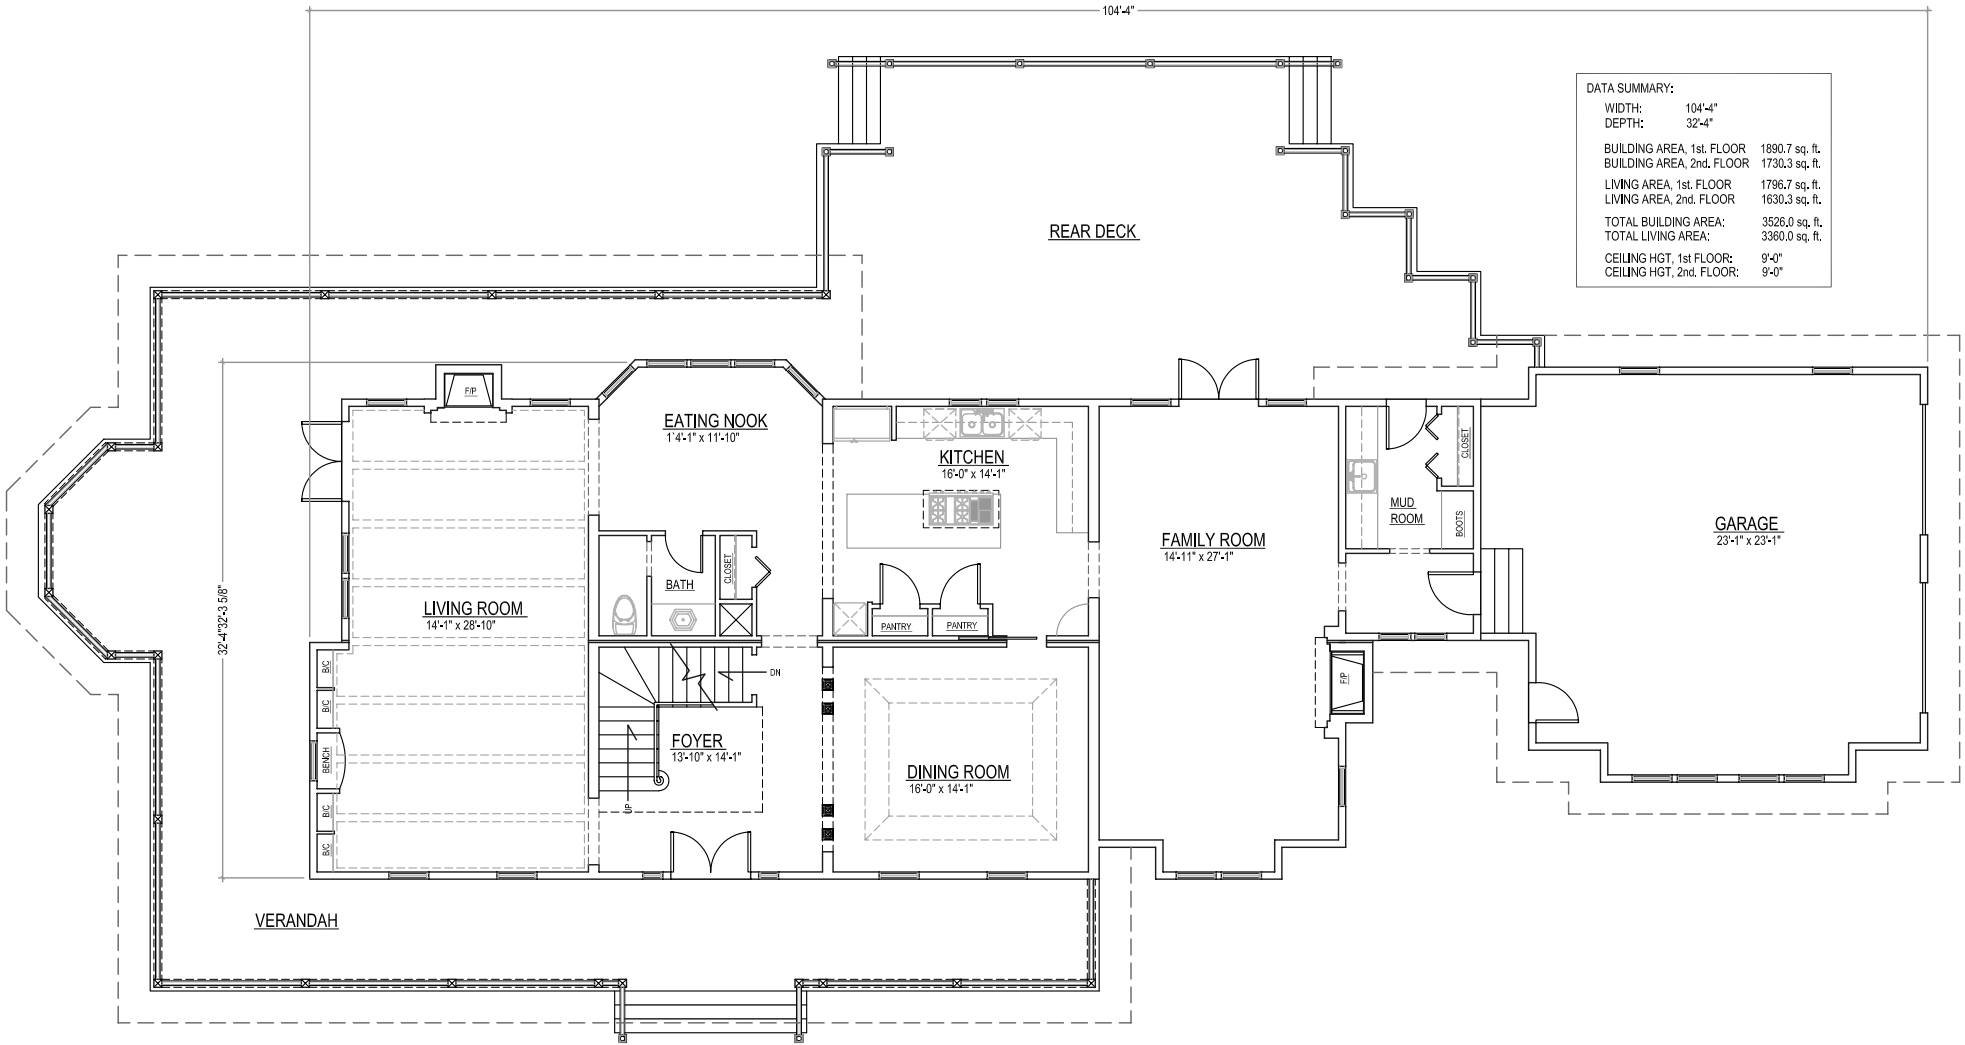 104'-4"
DATA SUMMARY:
WIDTH: 104'-4"
DEPTH: 32'-4"
BUILDING AREA, 1st. FLOOR 1890.7 sq. ft.
BUILDING AREA, 2nd. FLOOR 1730.3 sq. ft.
LIVING AREA, 1st. FLOOR 1796.7 sq. ft.
LIVING AREA, 2nd. FLOOR 1630.3 sq. ft.
TOTAL BUILDING AREA: 3526.0 sq. ft.
TOTAL LIVING AREA: 3360.0 sq. ft.
CEILING HGT, 1st FLOOR: 9'-0"
CEILING HGT, 2nd. FLOOR: 9'-0"
REAR DECK
F/P
EATING NOOK
1'4'-1" x 11'-10"
KITCHEN
16'-0" x 14'-1"
CLOSET
MUD
ROOM
BOOTS
GARAGE
23'-1" x 23'-1"
FAMILY ROOM
14'-11" x 27'-1"
BATH
CLOSET
PANTRY
PANTRY
32'-4"32'-3 5/8"
LIVING ROOM
14'-1" x 28'-10"
B/C
B/C
BENCH
B/C
B/C
DN
UP
FOYER
13'-10" x 14'-1"
DINING ROOM
16'-0" x 14'-1"
F/P
VERANDAH